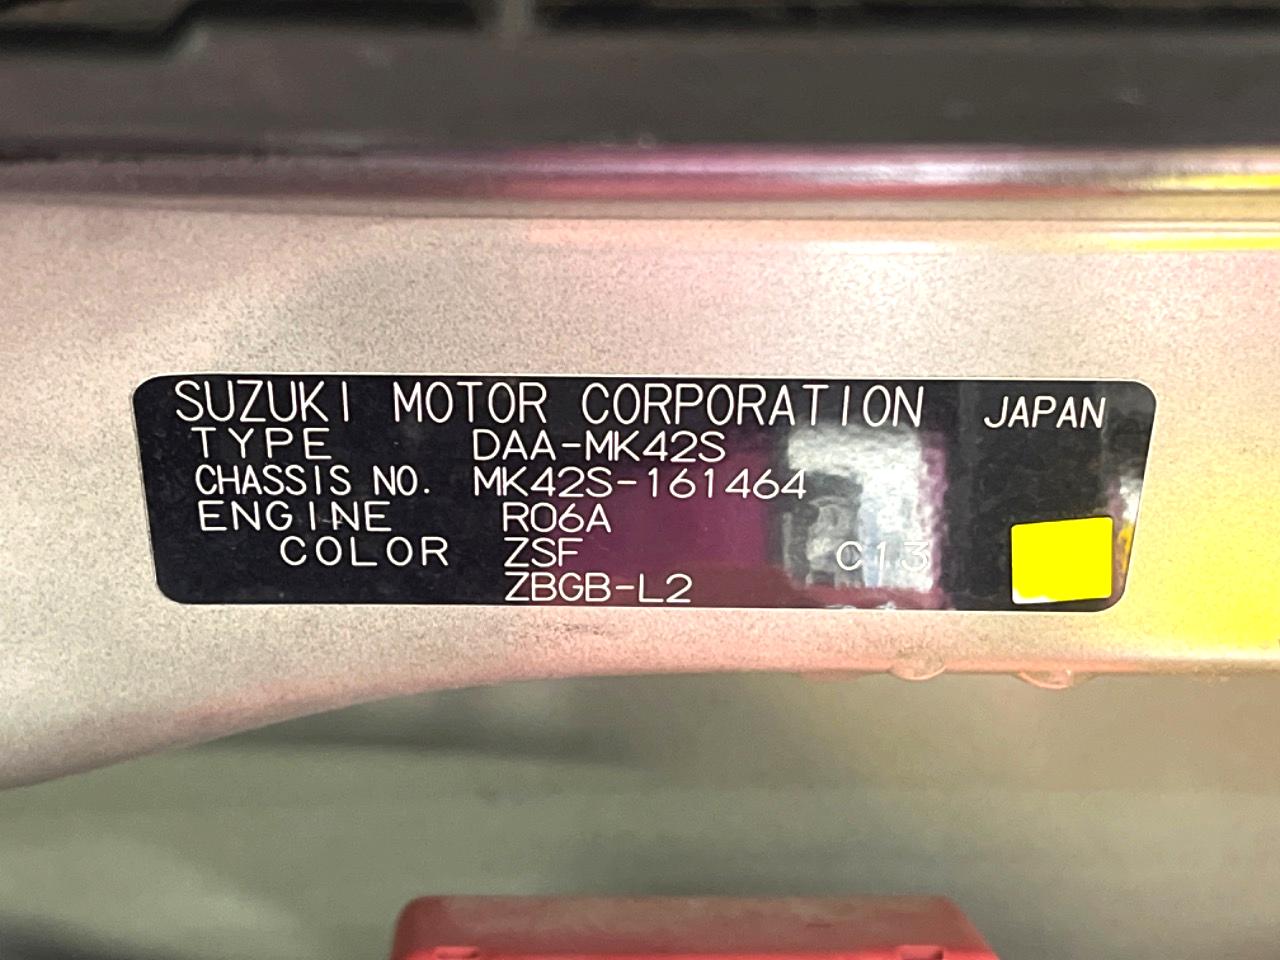 SUZUKI MOTOR CORPORATION JAPAN
TYPE DAA-MK42S
CHASSIS NO. MK42S-161464
ENGINE R06A
COLOR ZSF C13
ZBGB-L2